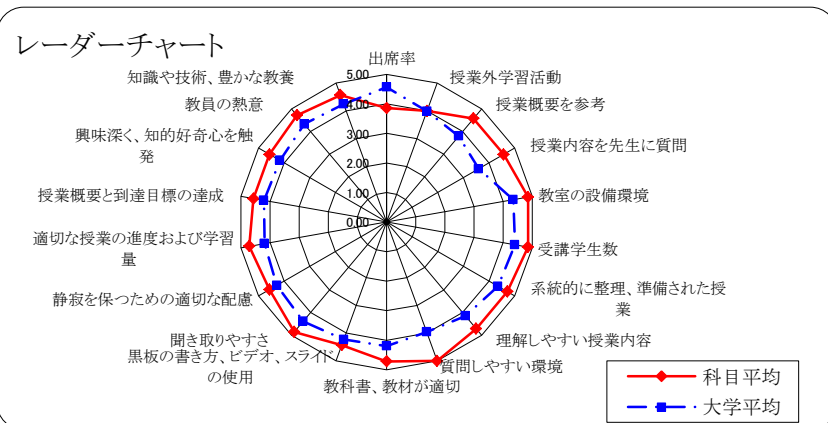 レーダーチャート
出席率
授業外学習活動
授業概要を参考
授業内容を先生に質問
教室の設備環境
受講学生数
系統的に整理、準備された授
業
理解しやすい授業内容
質問しやすい環境
教科書、教材が適切
黒板の書き方、ビデオ、スライド
の使用
聞き取りやすさ
静寂を保つための適切な配慮
適切な授業の進度および学習
量
授業概要と到達目標の達成
興味深く、知的好奇心を触
発
教員の熱意
知識や技術、豊かな教養
5.00
4.00
3.00
2.00
1.00
0.00
科目平均
大学平均